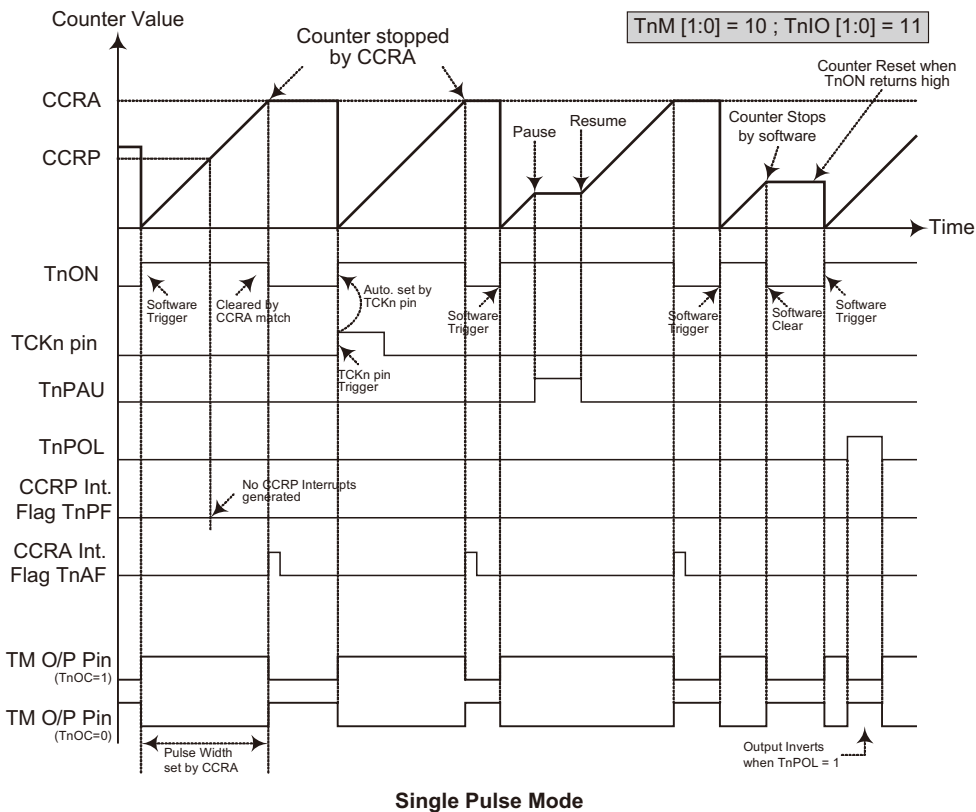 Counter Value
TnM [1:0] = 10 ; TnIO [1:0] = 11
Counter stopped
by CCRA
Counter Reset when
TnON returns high
CCRA
Counter Stops
by software
Pause
Resume
CCRP
Time
TnON
Software
Trigger
Cleared by
CCRA match
Auto. set by
TCKn pin
Software
Trigger
Software
Trigger
Software
Clear
Software
Trigger
TCKn pin
TCKn pin
Trigger
TnPAU
TnPOL
No CCRP Interrupts
generated
CCRP Int.
Flag TnPF
CCRA Int.
Flag TnAF
TM O/P Pin
(TnOC=1)
TM O/P Pin
(TnOC=0)
Pulse Width
set by CCRA
Output Inverts
when TnPOL = 1
Single Pulse Mode